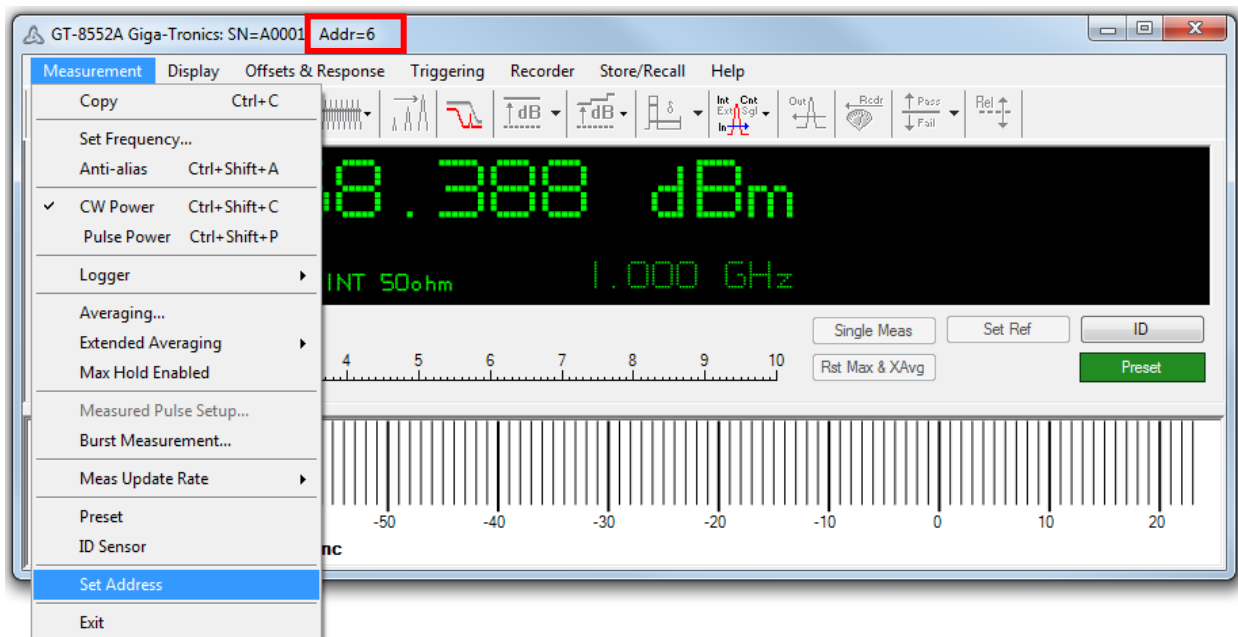 GT-8552A Giga-Tronics: SN=A0001 Addr=6
Measurement Display Offsets & Response Triggering Recorder Store/Recall Help
Copy Ctrl+C
Set Frequency...
Anti-alias Ctrl+Shift+A
CW Power Ctrl+Shift+C
Pulse Power Ctrl+Shift+P
Logger
Averaging...
Extended Averaging
Max Hold Enabled
Measured Pulse Setup...
Burst Measurement...
Meas Update Rate
Preset
ID Sensor
Set Address
Exit
dB dB δ Int Cnt Out Rcdr Pass Rel
Ext Sgl Fail
In
8.388 dBm
INT 50ohm 1.000 GHz
Single Meas Set Ref ID
4 5 6 7 8 9 10
Rst Max & XAvg Preset
-50 -40 -30 -20 -10 0 10 20
nc